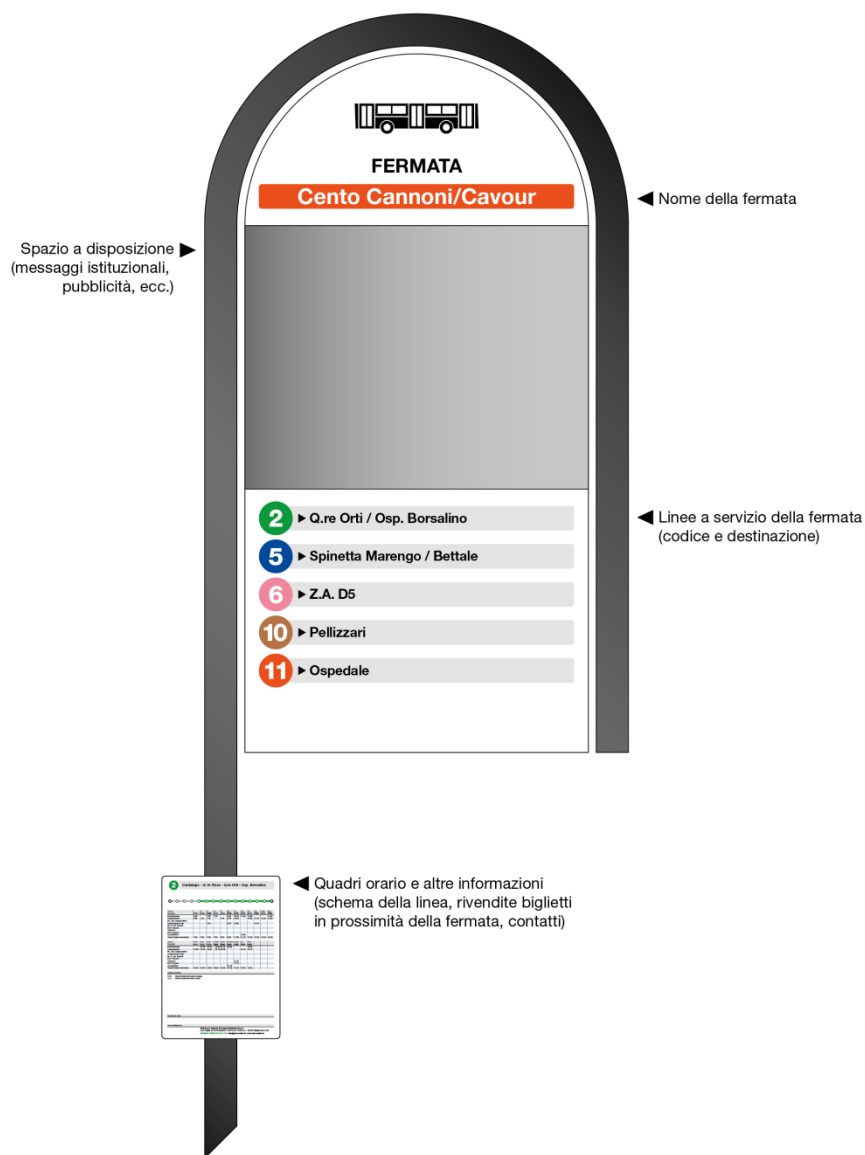 FERMATA
Cento Cannoni/Cavour
Nome della fermata
Spazio a disposizione
(messaggi istituzionali,
pubblicità, ecc.)
2 Q.re Orti / Osp. Borsalino
5 Spinetta Marengo / Bettale
6 Z.A. D5
10 Pellizzari
11 Ospedale
Linee a servizio della fermata
(codice e destinazione)
Quadri orario e altre informazioni
(schema della linea, rivendite biglietti
in prossimità della fermata, contatti)
2